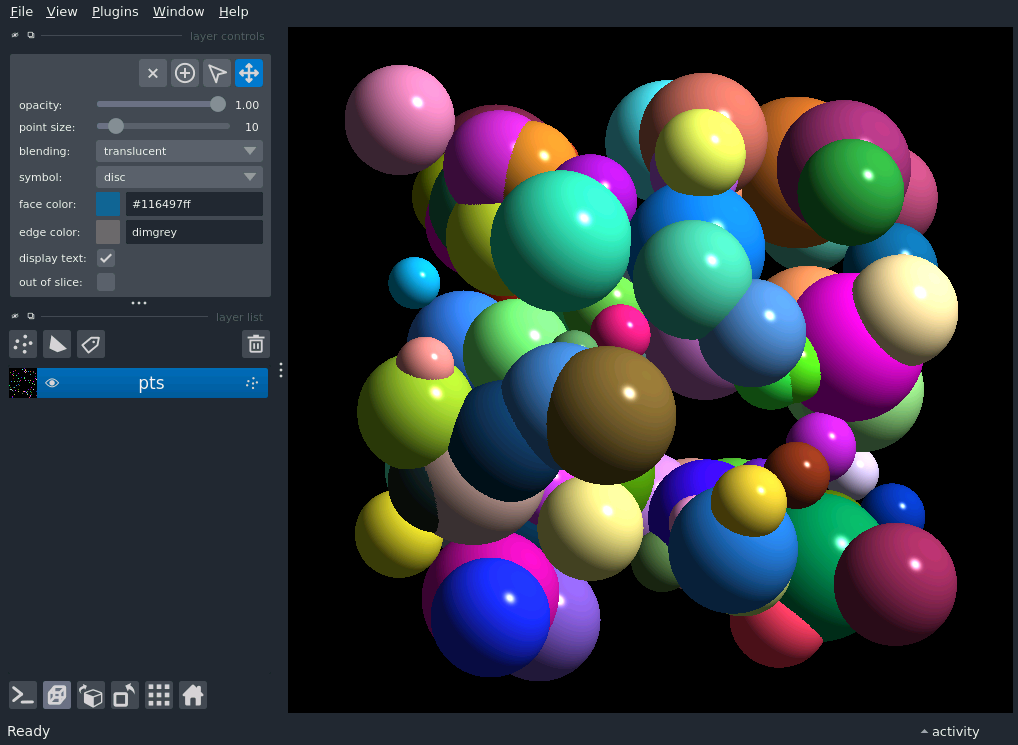 File View Plugins Window Help
layer controls
opacity: 1.00
point size: 10
blending: translucent
symbol: disc
face color: #116497ff
edge color: dimgrey
display text:
out of slice:
layer list
pts
Ready activity